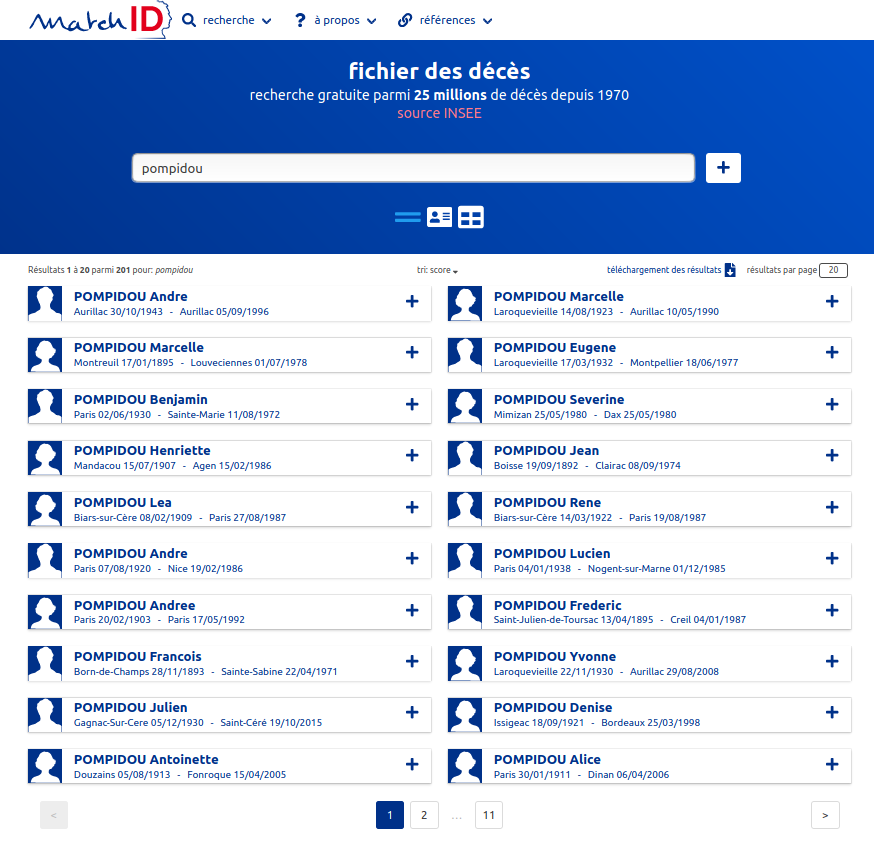 matchID recherche à propos références
fichier des décès
recherche gratuite parmi 25 millions de décès depuis 1970
source INSEE
pompidou
Résultats 1 à 20 parmi 201 pour: pompidou tri: score téléchargement des résultats résultats par page 20
POMPIDOU Andre
Aurillac 30/10/1943 - Aurillac 05/09/1996
POMPIDOU Marcelle
Laroquevieille 14/08/1923 - Aurillac 10/05/1990
POMPIDOU Marcelle
Montreuil 17/01/1895 - Louveciennes 01/07/1978
POMPIDOU Eugene
Laroquevieille 17/03/1932 - Montpellier 18/06/1977
POMPIDOU Benjamin
Paris 02/06/1930 - Sainte-Marie 11/08/1972
POMPIDOU Severine
Mimizan 25/05/1980 - Dax 25/05/1980
POMPIDOU Henriette
Mandacou 15/07/1907 - Agen 15/02/1986
POMPIDOU Jean
Boisse 19/09/1892 - Clairac 08/09/1974
POMPIDOU Lea
Biars-sur-Cère 08/02/1909 - Paris 27/08/1987
POMPIDOU Rene
Biars-sur-Cère 14/03/1922 - Paris 19/08/1987
POMPIDOU Andre
Paris 07/08/1920 - Nice 19/02/1986
POMPIDOU Lucien
Paris 04/01/1938 - Nogent-sur-Marne 01/12/1985
POMPIDOU Andree
Paris 20/02/1903 - Paris 17/05/1992
POMPIDOU Frederic
Saint-Julien-de-Toursac 13/04/1895 - Creil 04/01/1987
POMPIDOU Francois
Born-de-Champs 28/11/1893 - Sainte-Sabine 22/04/1971
POMPIDOU Yvonne
Laroquevieille 22/11/1930 - Aurillac 29/08/2008
POMPIDOU Julien
Gagnac-Sur-Cere 05/12/1930 - Saint-Céré 19/10/2015
POMPIDOU Denise
Issigeac 18/09/1921 - Bordeaux 25/03/1998
POMPIDOU Antoinette
Douzains 05/08/1913 - Fonroque 15/04/2005
POMPIDOU Alice
Paris 30/01/1911 - Dinan 06/04/2006
< 1 2 ... 11 >